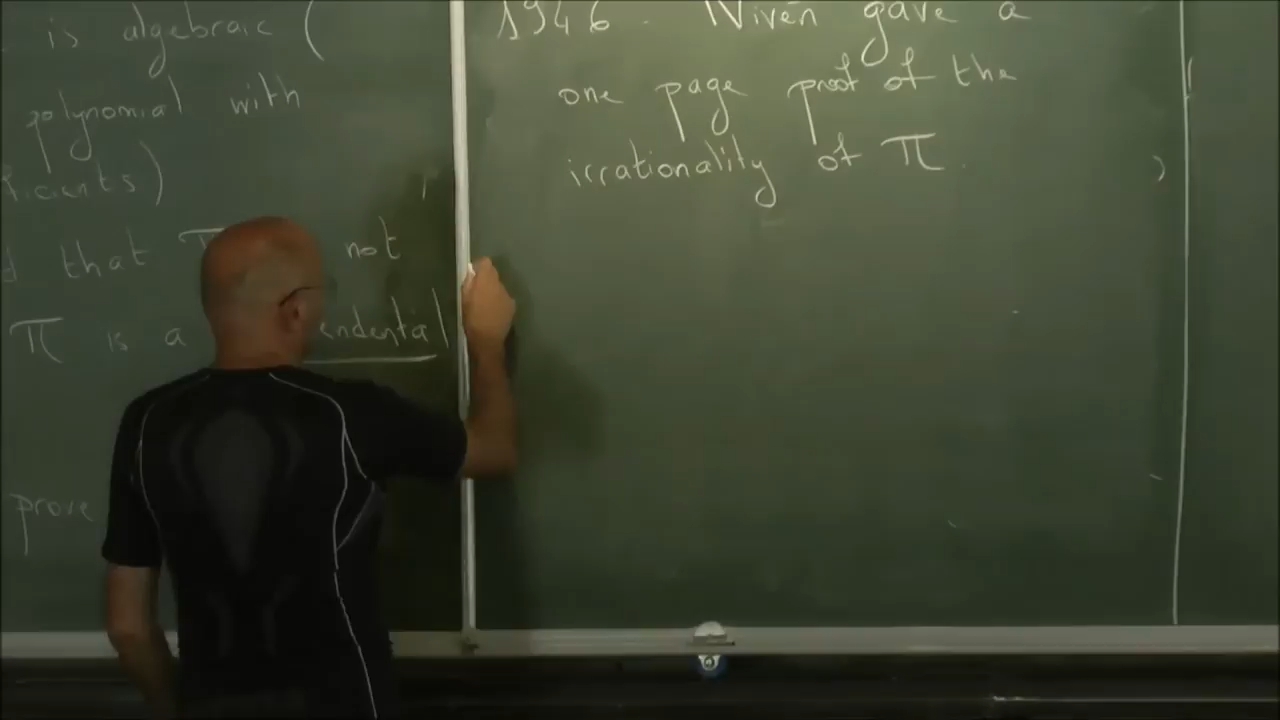 is algebraic (
polynomial with
ficients)
d that π not
π is a endental
prove
1946. Niven gave a
one page proof of the
irrationality of π.